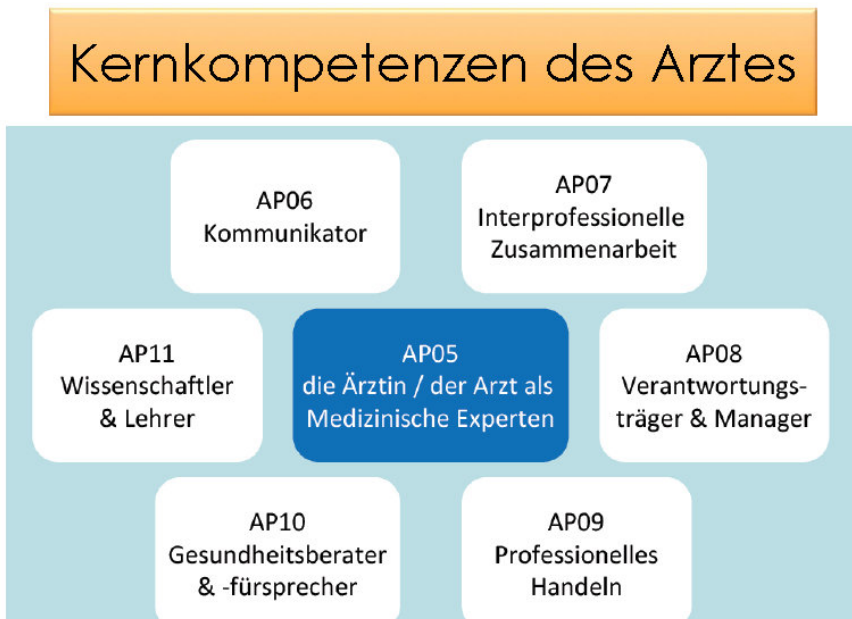 Kernkompetenzen des Arztes
AP06
Kommunikator
AP07
Interprofessionelle
Zusammenarbeit
AP11
Wissenschaftler
& Lehrer
AP05
die Ärztin / der Arzt als
Medizinische Experten
AP08
Verantwortungs-
träger & Manager
AP10
Gesundheitsberater
& -fürsprecher
AP09
Professionelles
Handeln